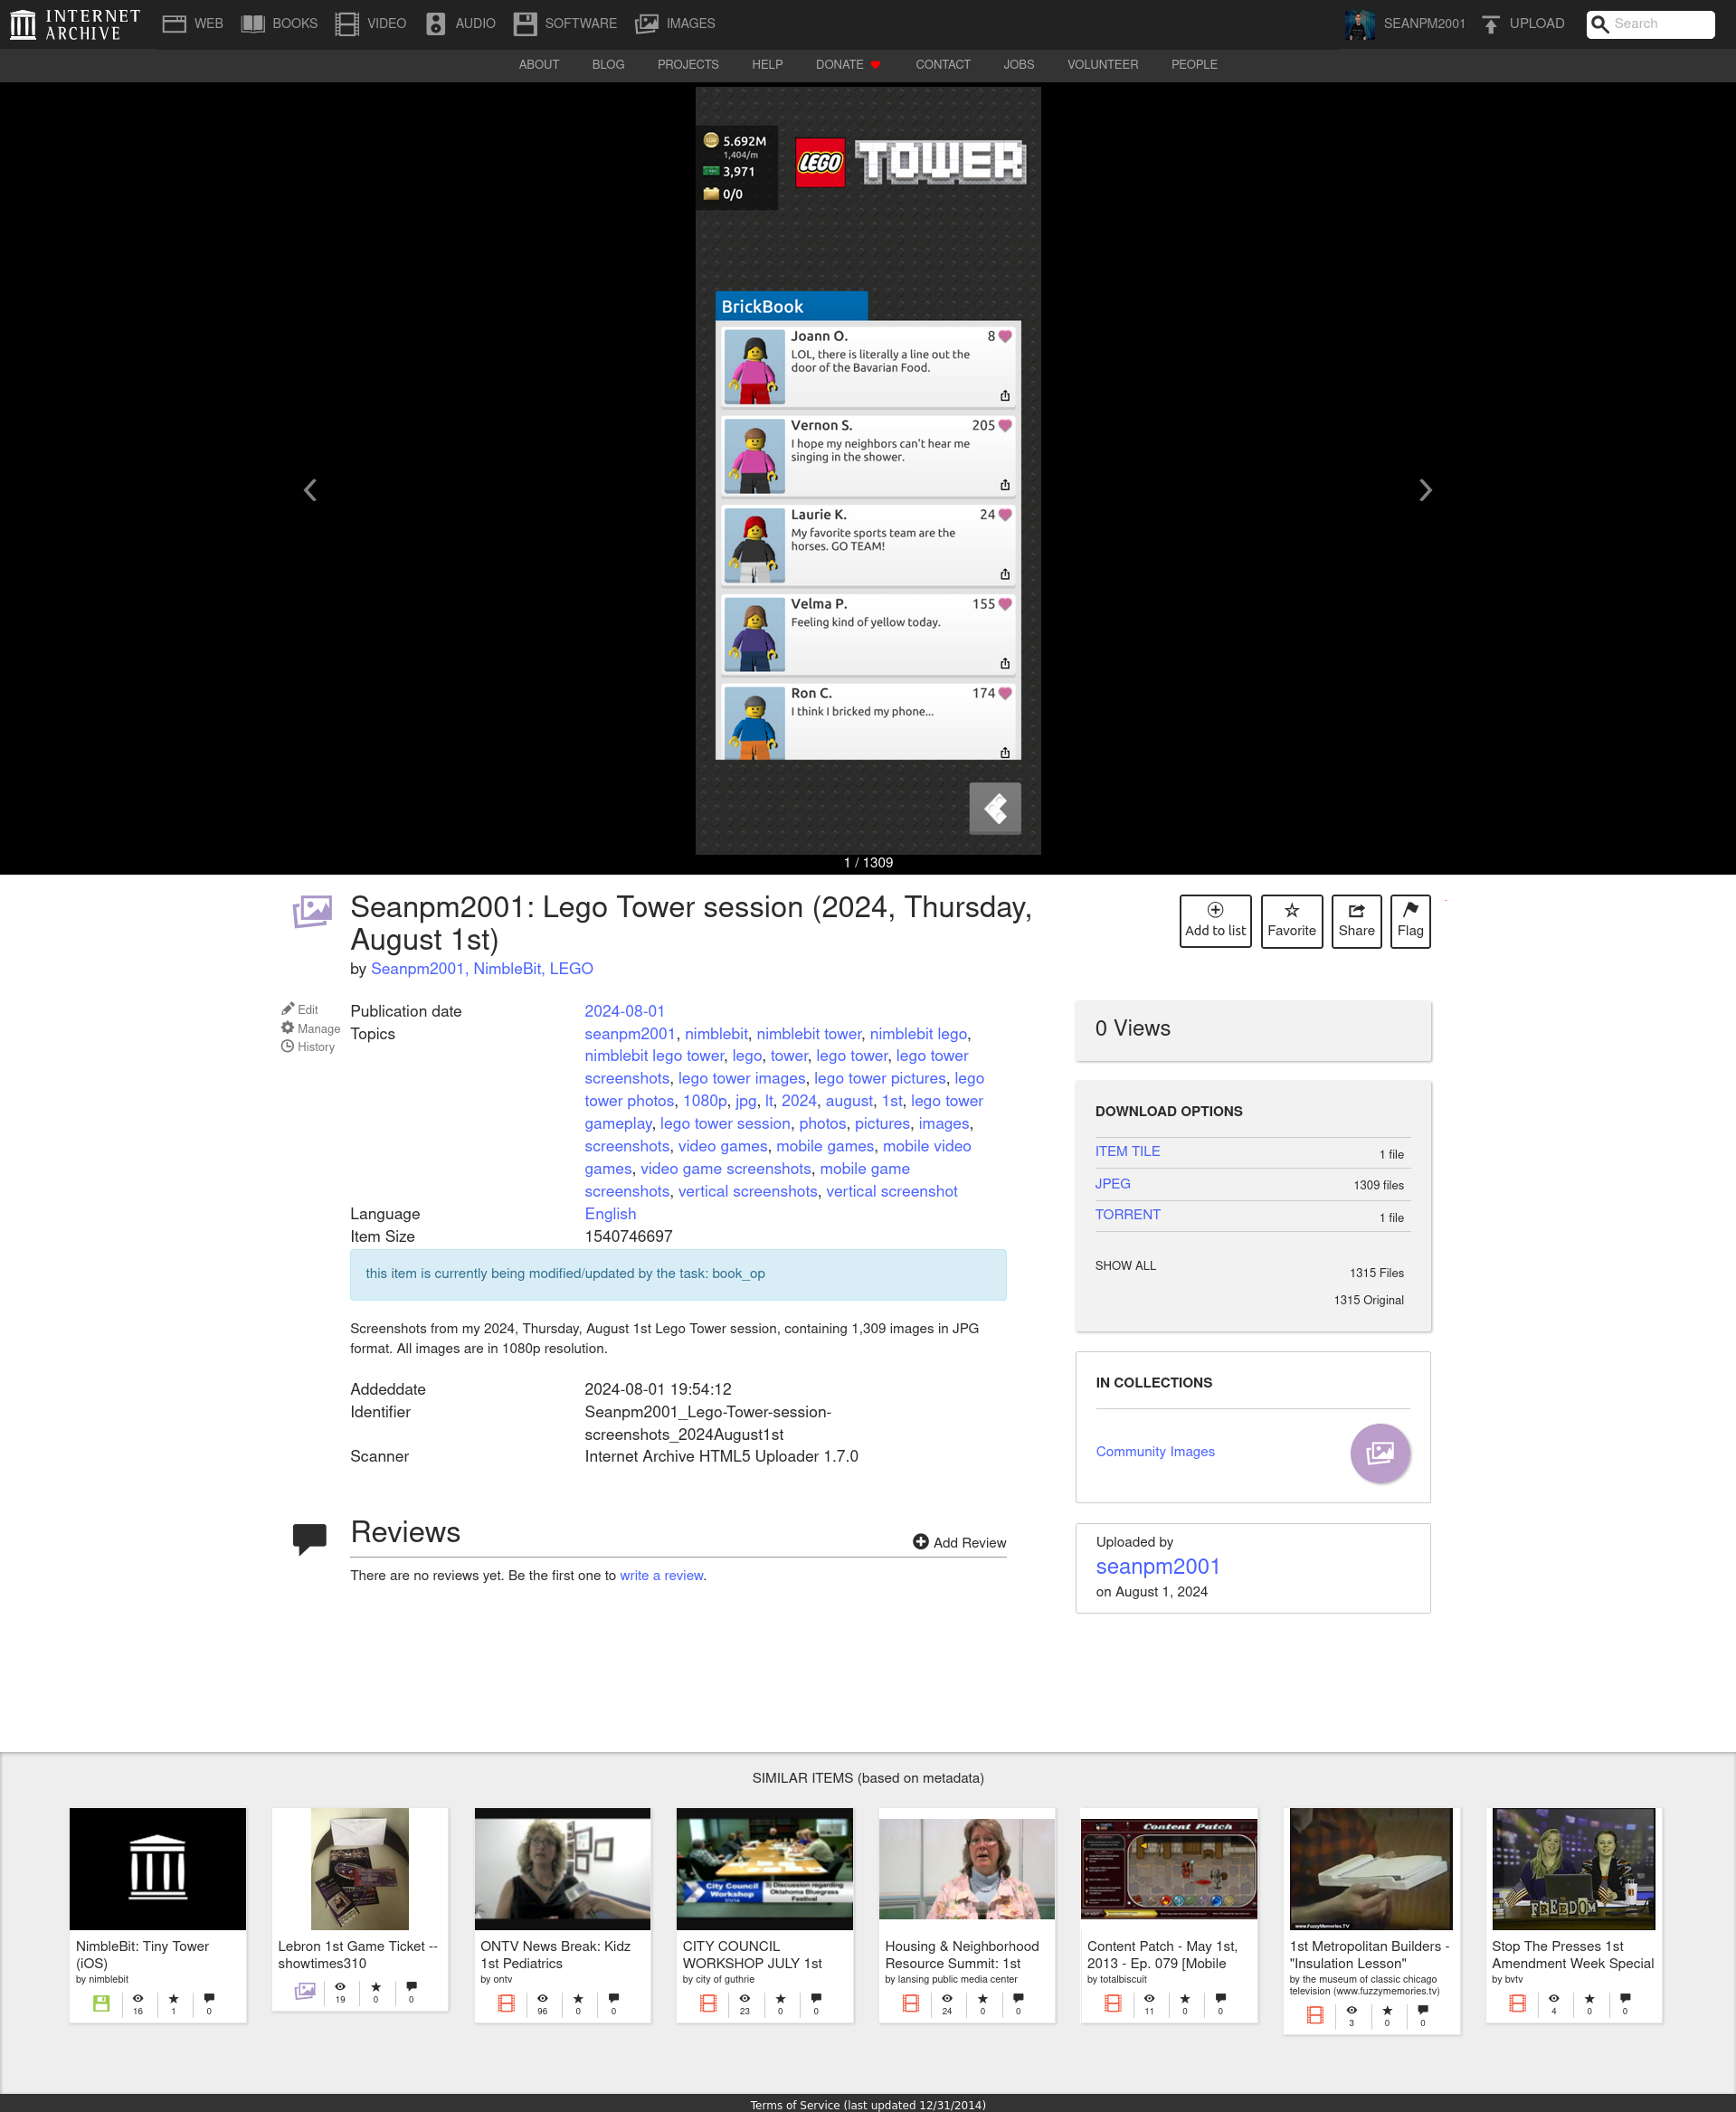 INTERNET ARCHIVE
WEB
BOOKS
VIDEO
AUDIO
SOFTWARE
IMAGES
SEANPM2001
UPLOAD
Search
ABOUT
BLOG
PROJECTS
HELP
DONATE
CONTACT
JOBS
VOLUNTEER
PEOPLE
5.692M
1,404/m
3,971
0/0
LEGO TOWER
BrickBook
Joann O. 8
LOL, there is literally a line out the
door of the Bavarian Food.
Vernon S. 205
I hope my neighbors can't hear me
singing in the shower.
Laurie K. 24
My favorite sports team are the
horses. GO TEAM!
Velma P. 155
Feeling kind of yellow today.
Ron C. 174
I think I bricked my phone...
1 / 1309
Seanpm2001: Lego Tower session (2024, Thursday,
August 1st)
by Seanpm2001, NimbleBit, LEGO
Add to list
Favorite
Share
Flag
Edit
Manage
History
Publication date 2024-08-01
Topics seanpm2001, nimblebit, nimblebit tower, nimblebit lego,
nimblebit lego tower, lego, tower, lego tower, lego tower
screenshots, lego tower images, lego tower pictures, lego
tower photos, 1080p, jpg, lt, 2024, august, 1st, lego tower
gameplay, lego tower session, photos, pictures, images,
screenshots, video games, mobile games, mobile video
games, video game screenshots, mobile game
screenshots, vertical screenshots, vertical screenshot
Language English
Item Size 1540746697
this item is currently being modified/updated by the task: book_op
Screenshots from my 2024, Thursday, August 1st Lego Tower session, containing 1,309 images in JPG
format. All images are in 1080p resolution.
Addeddate 2024-08-01 19:54:12
Identifier Seanpm2001_Lego-Tower-session-
screenshots_2024August1st
Scanner Internet Archive HTML5 Uploader 1.7.0
Reviews
Add Review
There are no reviews yet. Be the first one to write a review.
0 Views
DOWNLOAD OPTIONS
ITEM TILE 1 file
JPEG 1309 files
TORRENT 1 file
SHOW ALL 1315 Files
1315 Original
IN COLLECTIONS
Community Images
Uploaded by
seanpm2001
on August 1, 2024
SIMILAR ITEMS (based on metadata)
NimbleBit: Tiny Tower
(iOS)
by nimblebit
16 1 0
Lebron 1st Game Ticket --
showtimes310
19 0 0
ONTV News Break: Kidz
1st Pediatrics
by ontv
96 0 0
City Council
Workshop
3) Discussion regarding
Oklahoma Bluegrass
Festival
CITY COUNCIL
WORKSHOP JULY 1st
by city of guthrie
23 0 0
Housing & Neighborhood
Resource Summit: 1st
by lansing public media center
24 0 0
Content Patch
Content Patch - May 1st,
2013 - Ep. 079 [Mobile
by totalbiscuit
11 0 0
www.FuzzyMemories.TV
1st Metropolitan Builders -
"Insulation Lesson"
by the museum of classic chicago
television (www.fuzzymemories.tv)
3 0 0
FREEDOM
Stop The Presses 1st
Amendment Week Special
by bvtv
4 0 0
Terms of Service (last updated 12/31/2014)